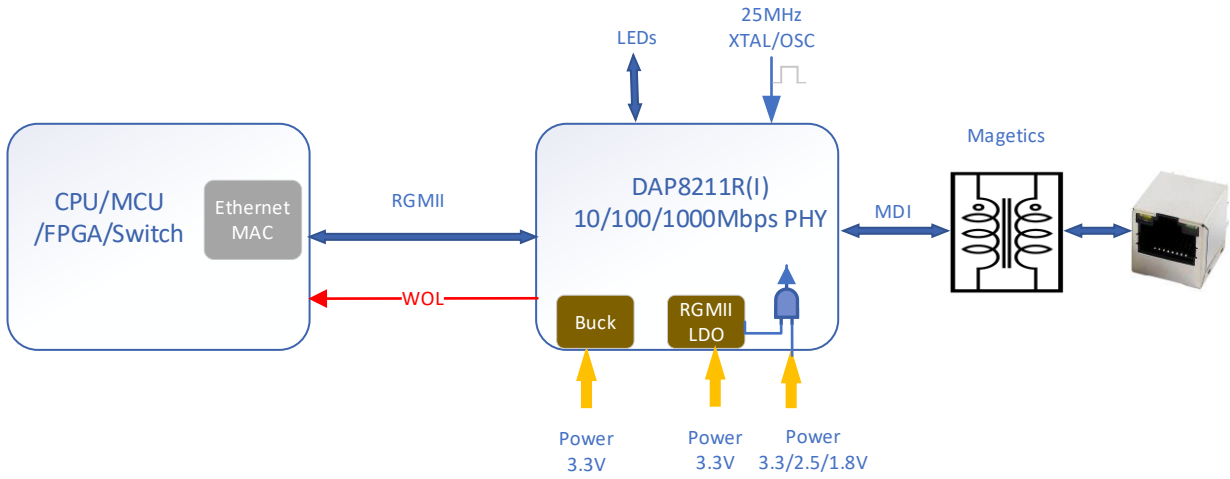 25MHz
XTAL/OSC
LEDs
Magetics
CPU/MCU
/FPGA/Switch
Ethernet
MAC
RGMII
DAP8211R(I)
10/100/1000Mbps PHY
MDI
WOL
Buck
RGMII
LDO
Power
3.3V
Power
3.3V
Power
3.3/2.5/1.8V